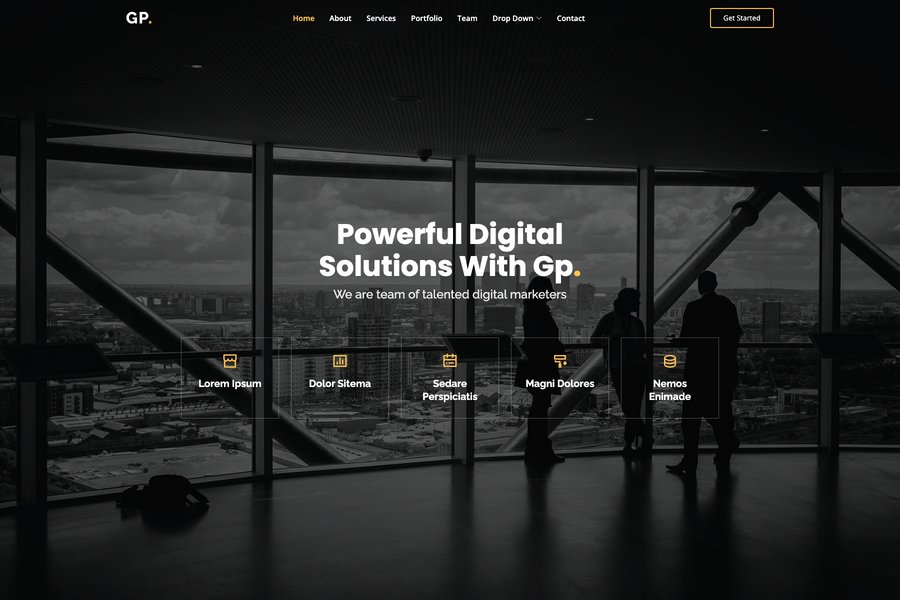 GP.
Home About Services Portfolio Team Drop Down Contact
Get Started
Powerful Digital
Solutions With Gp.
We are team of talented digital marketers
Lorem Ipsum
Dolor Sitema
Sedare
Perspiciatis
Magni Dolores
Nemos
Enimade